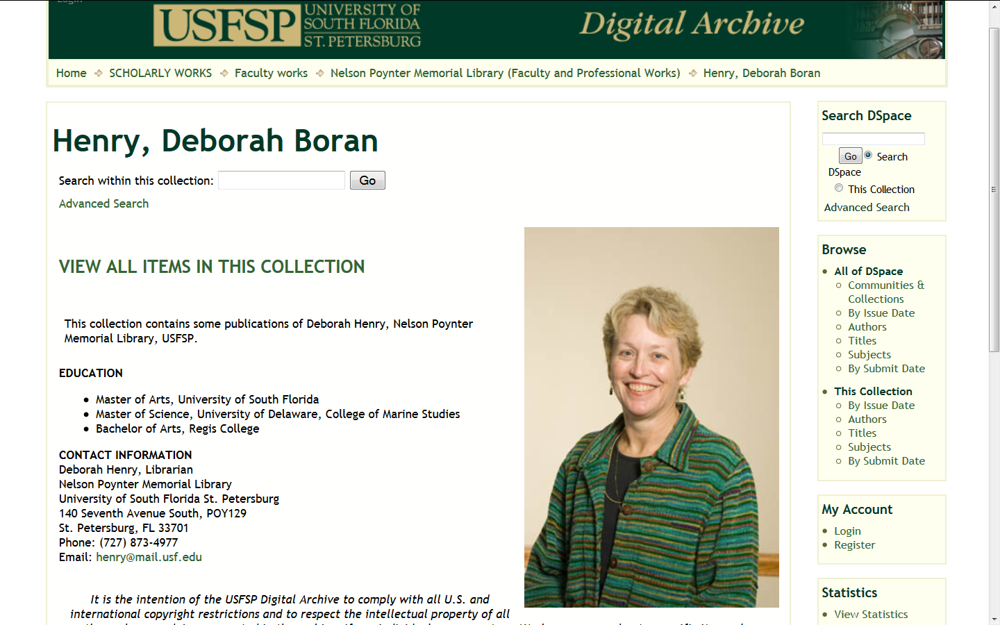 Login
USFSP
UNIVERSITY OF
SOUTH FLORIDA
ST. PETERSBURG
Digital Archive
Home SCHOLARLY WORKS Faculty works Nelson Poynter Memorial Library (Faculty and Professional Works) Henry, Deborah Boran
Henry, Deborah Boran
Search within this collection: Go
Advanced Search
VIEW ALL ITEMS IN THIS COLLECTION
This collection contains some publications of Deborah Henry, Nelson Poynter
Memorial Library, USFSP.
EDUCATION
Master of Arts, University of South Florida
Master of Science, University of Delaware, College of Marine Studies
Bachelor of Arts, Regis College
CONTACT INFORMATION
Deborah Henry, Librarian
Nelson Poynter Memorial Library
University of South Florida St. Petersburg
140 Seventh Avenue South, POY129
St. Petersburg, FL 33701
Phone: (727) 873-4977
Email: henry@mail.usf.edu
It is the intention of the USFSP Digital Archive to comply with all U.S. and
international copyright restrictions and to respect the intellectual property of all
Search DSpace
Go Search
DSpace
This Collection
Advanced Search
Browse
All of DSpace
Communities &
Collections
By Issue Date
Authors
Titles
Subjects
By Submit Date
This Collection
By Issue Date
Authors
Titles
Subjects
By Submit Date
My Account
Login
Register
Statistics
View Statistics